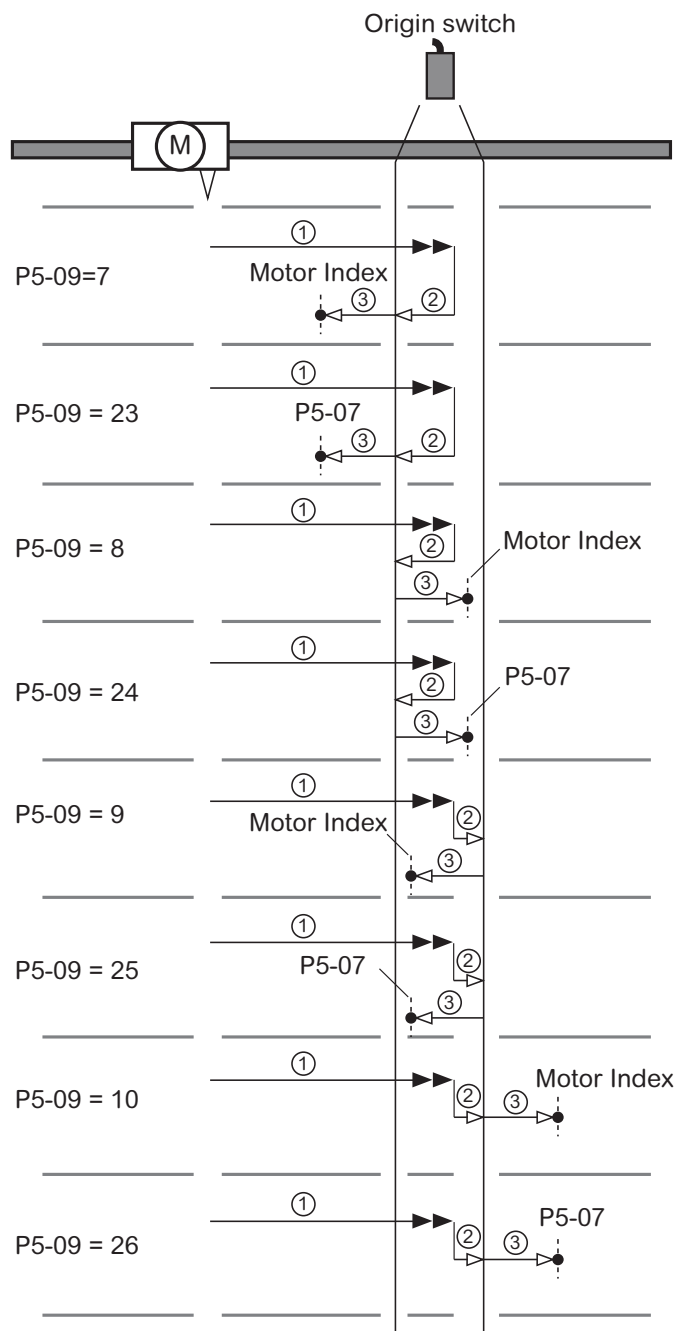 Origin switch
M
①
P5-09=7
Motor Index
③ ②
①
P5-09 = 23
P5-07
③ ②
①
P5-09 = 8
②
Motor Index
③
①
P5-09 = 24
②
P5-07
③
①
P5-09 = 9
②
Motor Index
③
①
P5-09 = 25
②
P5-07
③
①
P5-09 = 10
Motor Index
② ③
①
P5-09 = 26
P5-07
② ③